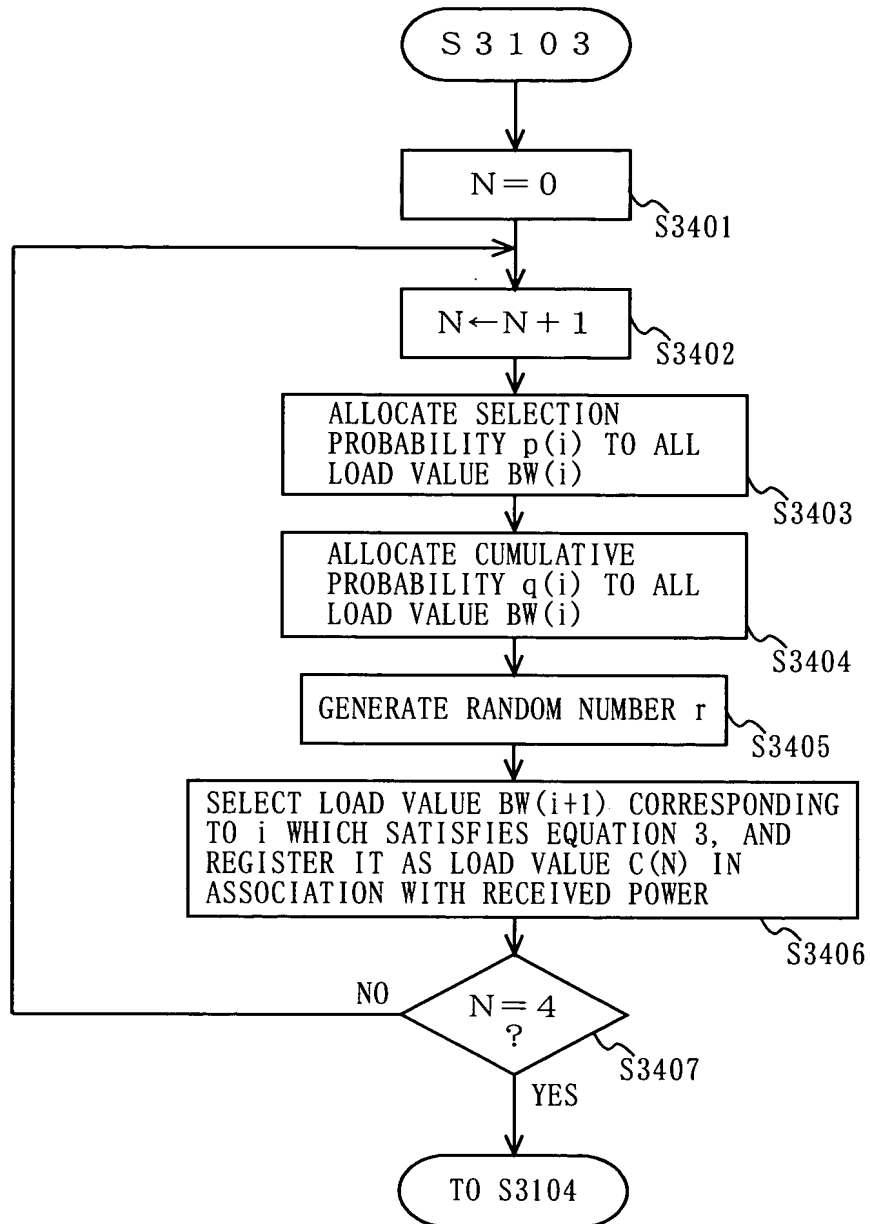 S3103
N=0
S3401
N←N+1
S3402
ALLOCATE SELECTION
PROBABILITY p(i) TO ALL
LOAD VALUE BW(i)
S3403
ALLOCATE CUMULATIVE
PROBABILITY q(i) TO ALL
LOAD VALUE BW(i)
S3404
GENERATE RANDOM NUMBER r
S3405
SELECT LOAD VALUE BW(i+1) CORRESPONDING
TO i WHICH SATISFIES EQUATION 3, AND
REGISTER IT AS LOAD VALUE C(N) IN
ASSOCIATION WITH RECEIVED POWER
S3406
NO
N=4
?
S3407
YES
TO S3104